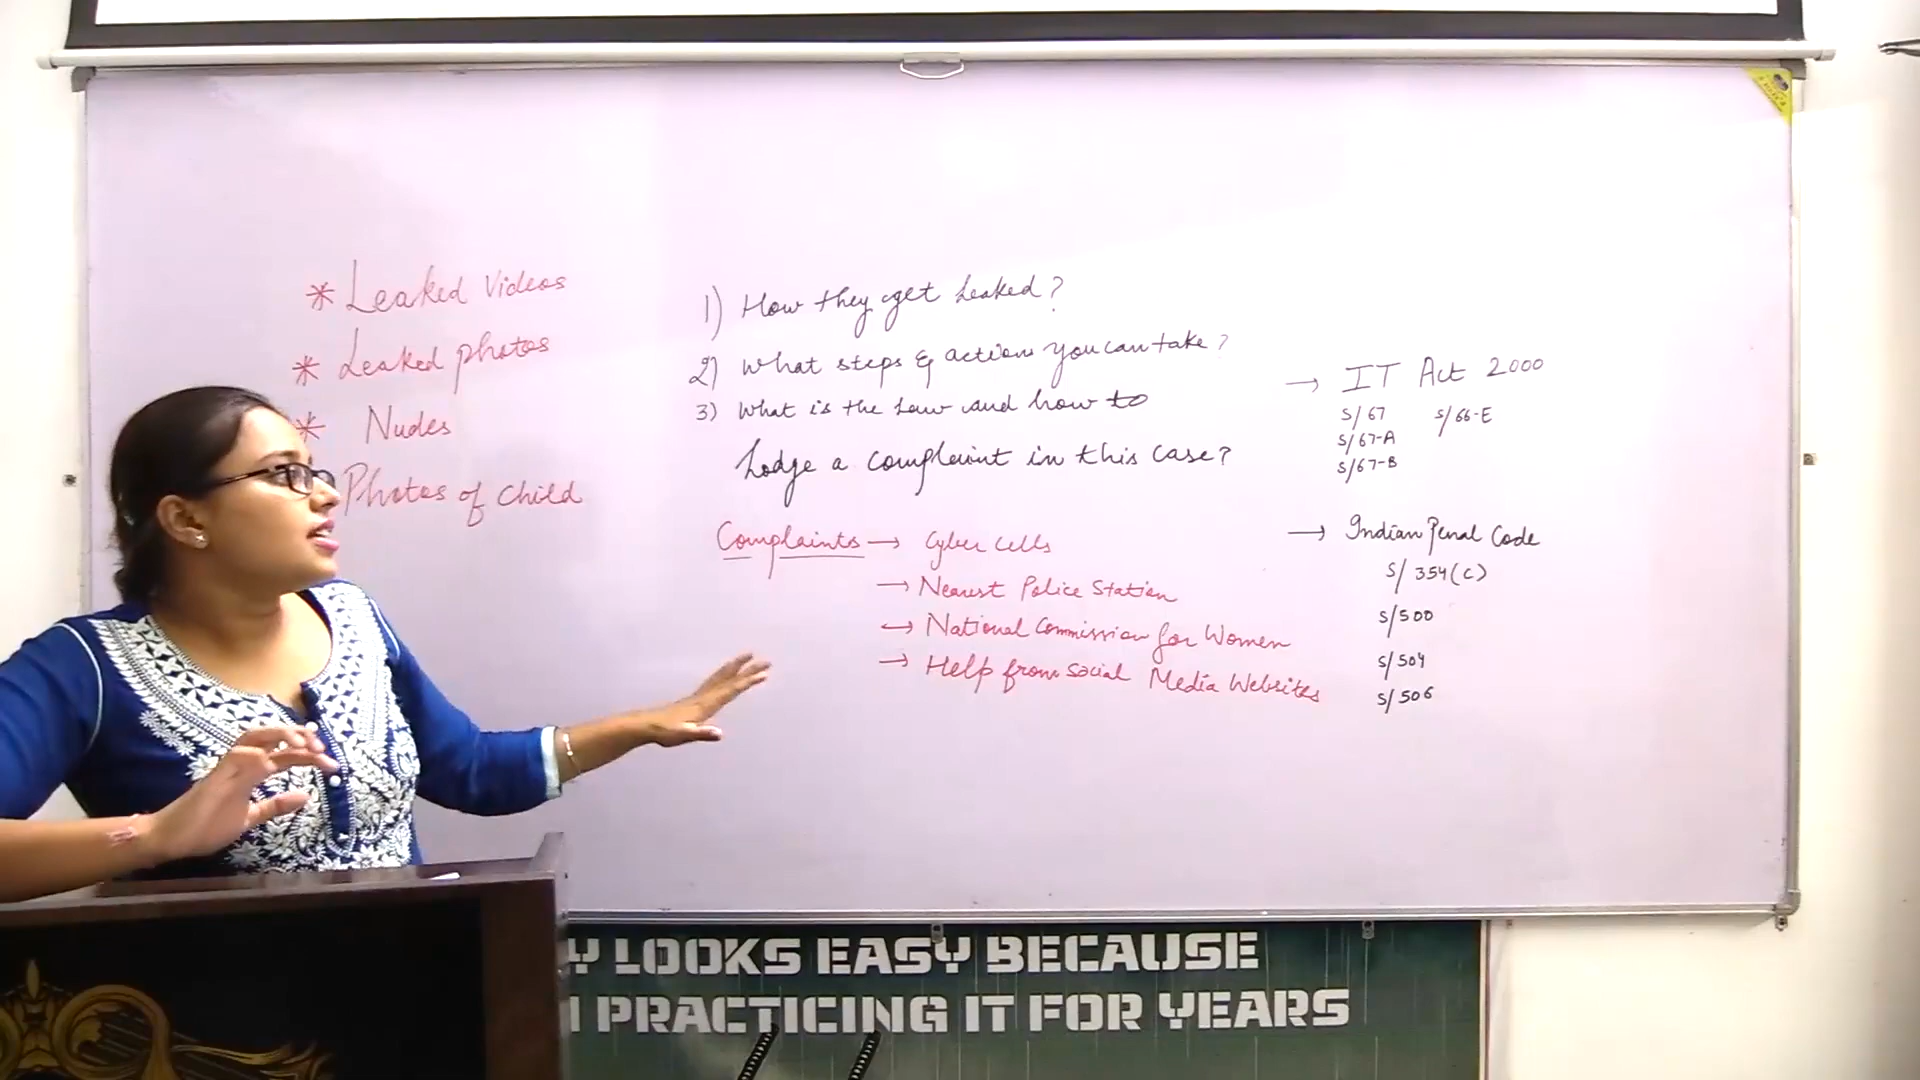 * Leaked Videos
* Leaked photos
* Nudes
Photos of child
1) How they get Leaked?
2) What steps & actions you can take?
3) What is the Law and how to
Lodge a complaint in this case?
Complaints → Cyber Cells
→ Nearest Police Station
→ National Commission for Women
→ Help from Social Media Websites
→ IT Act 2000
S/67 S/66-E
S/67-A
S/67-B
→ Indian Penal Code
S/354(C)
S/500
S/504
S/506
LOOKS EASY BECAUSE
PRACTICING IT FOR YEARS